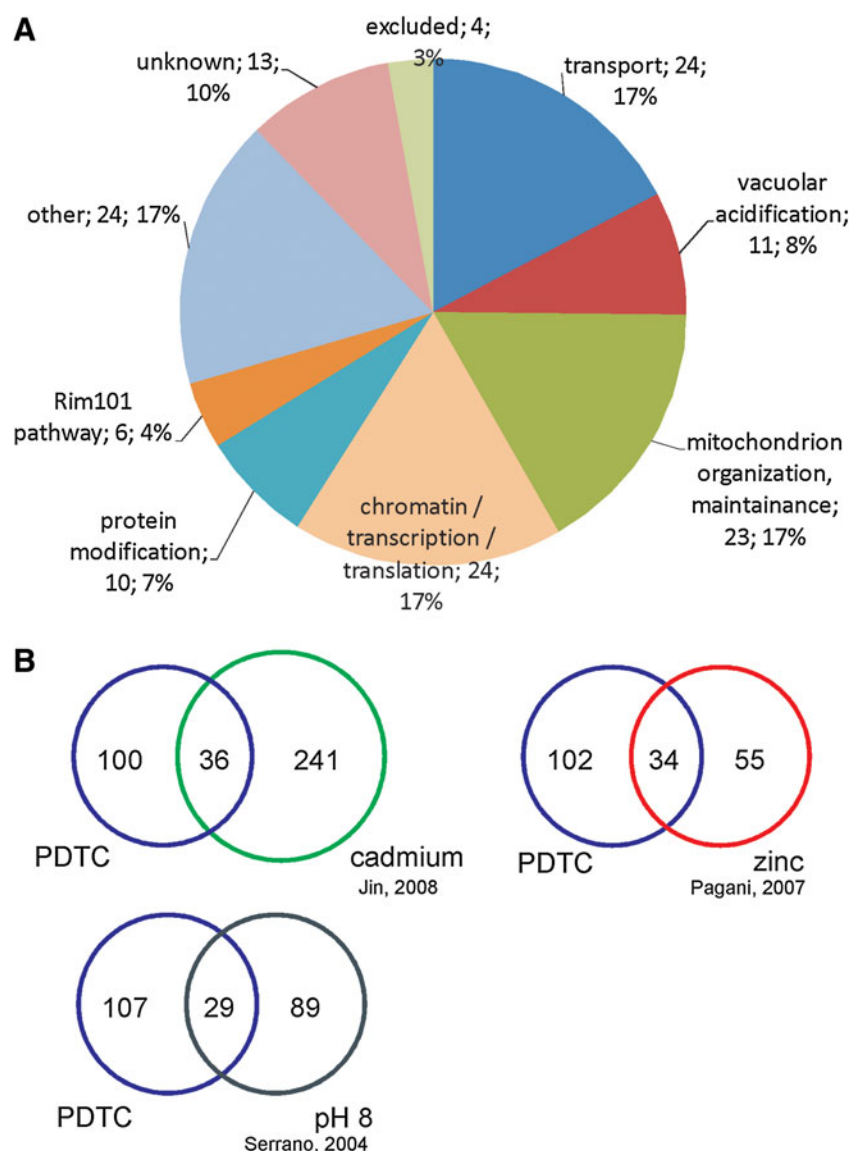 A
excluded; 4;
3%
unknown; 13;
10%
transport; 24;
17%
vacuolar
acidification;
11; 8%
other; 24; 17%
Rim101
pathway; 6; 4%
mitochondrion
organization,
maintainance;
23; 17%
protein
modification;
10; 7%
chromatin /
transcription /
translation; 24;
17%
B
100
36
241
PDTC
cadmium
Jin, 2008
102
34
55
PDTC
zinc
Pagani, 2007
107
29
89
PDTC
pH 8
Serrano, 2004